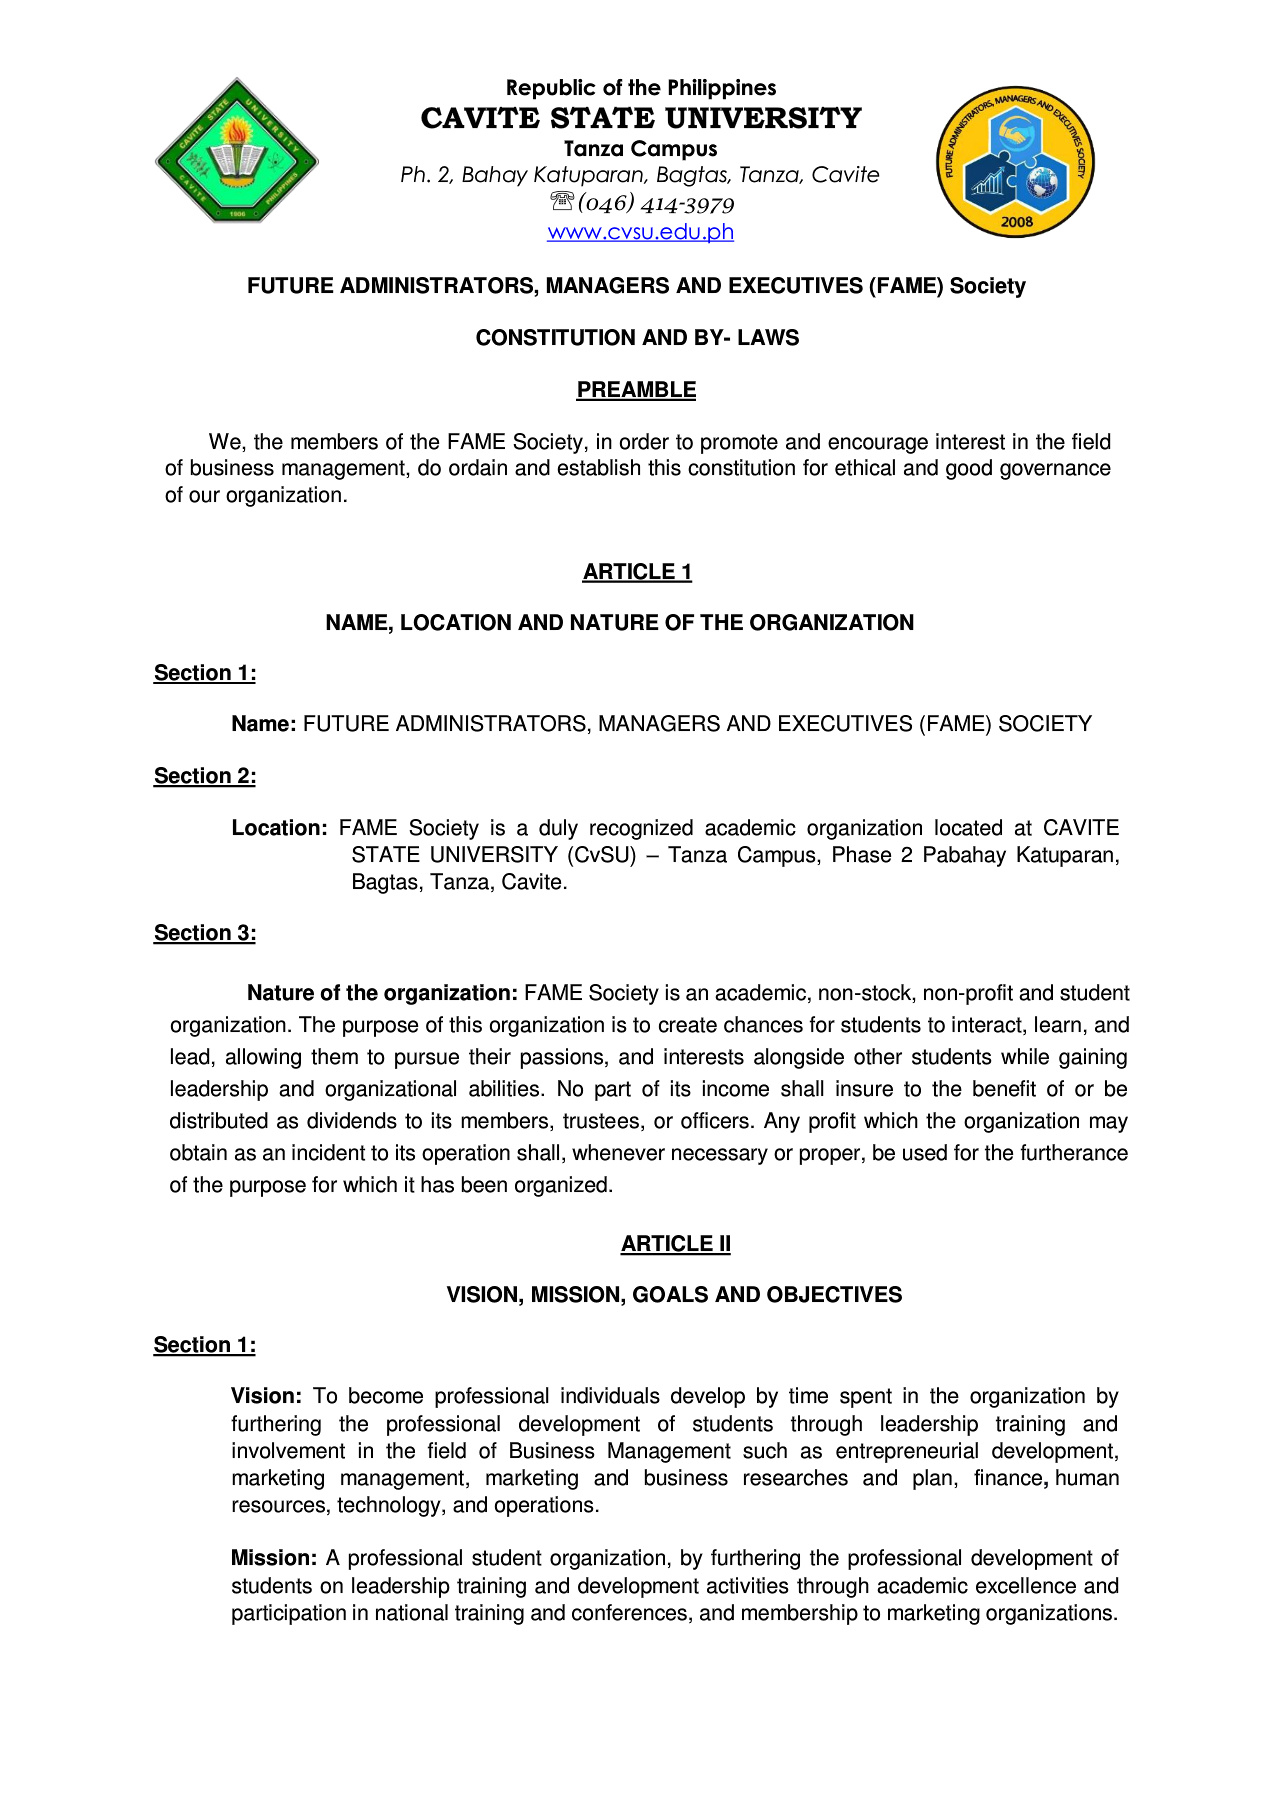 Republic of the Philippines
CAVITE STATE UNIVERSITY
Tanza Campus
Ph. 2, Bahay Katuparan, Bagtas, Tanza, Cavite
☏(046) 414-3979
www.cvsu.edu.ph
CAVITE STATE UNIVERSITY
CAVITE PHILIPPINES
1906
FUTURE ADMINISTRATORS, MANAGERS AND EXECUTIVES SOCIETY
2008
FUTURE ADMINISTRATORS, MANAGERS AND EXECUTIVES (FAME) Society
CONSTITUTION AND BY- LAWS
PREAMBLE
We, the members of the FAME Society, in order to promote and encourage interest in the field
of business management, do ordain and establish this constitution for ethical and good governance
of our organization.
ARTICLE 1
NAME, LOCATION AND NATURE OF THE ORGANIZATION
Section 1:
Name: FUTURE ADMINISTRATORS, MANAGERS AND EXECUTIVES (FAME) SOCIETY
Section 2:
Location: FAME Society is a duly recognized academic organization located at CAVITE
STATE UNIVERSITY (CvSU) – Tanza Campus, Phase 2 Pabahay Katuparan,
Bagtas, Tanza, Cavite.
Section 3:
Nature of the organization: FAME Society is an academic, non-stock, non-profit and student
organization. The purpose of this organization is to create chances for students to interact, learn, and
lead, allowing them to pursue their passions, and interests alongside other students while gaining
leadership and organizational abilities. No part of its income shall insure to the benefit of or be
distributed as dividends to its members, trustees, or officers. Any profit which the organization may
obtain as an incident to its operation shall, whenever necessary or proper, be used for the furtherance
of the purpose for which it has been organized.
ARTICLE II
VISION, MISSION, GOALS AND OBJECTIVES
Section 1:
Vision: To become professional individuals develop by time spent in the organization by
furthering the professional development of students through leadership training and
involvement in the field of Business Management such as entrepreneurial development,
marketing management, marketing and business researches and plan, finance, human
resources, technology, and operations.
Mission: A professional student organization, by furthering the professional development of
students on leadership training and development activities through academic excellence and
participation in national training and conferences, and membership to marketing organizations.